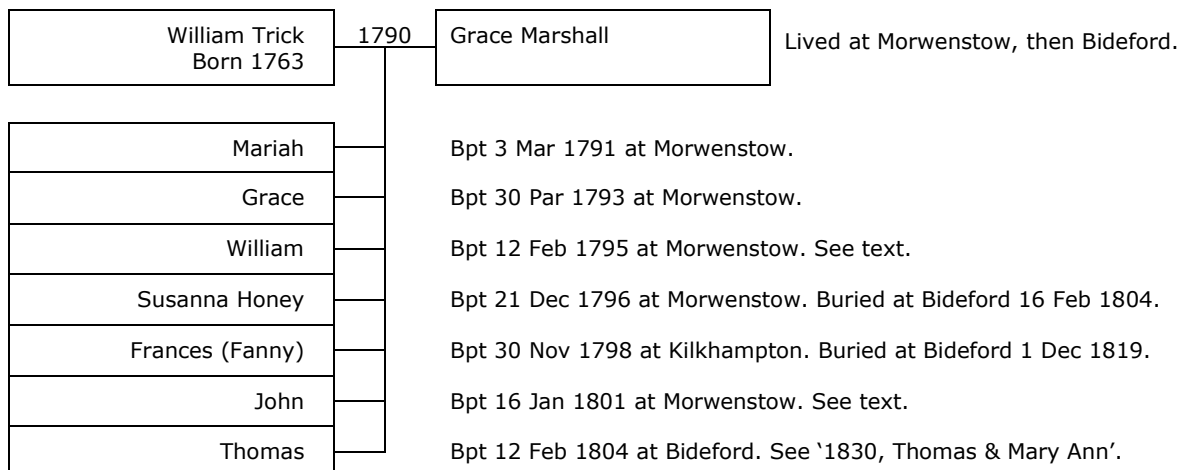 William Trick 1790 Grace Marshall Lived at Morwenstow, then Bideford.
Born 1763
Mariah Bpt 3 Mar 1791 at Morwenstow.
Grace Bpt 30 Par 1793 at Morwenstow.
William Bpt 12 Feb 1795 at Morwenstow. See text.
Susanna Honey Bpt 21 Dec 1796 at Morwenstow. Buried at Bideford 16 Feb 1804.
Frances (Fanny) Bpt 30 Nov 1798 at Kilkhampton. Buried at Bideford 1 Dec 1819.
John Bpt 16 Jan 1801 at Morwenstow. See text.
Thomas Bpt 12 Feb 1804 at Bideford. See ‘1830, Thomas & Mary Ann’.